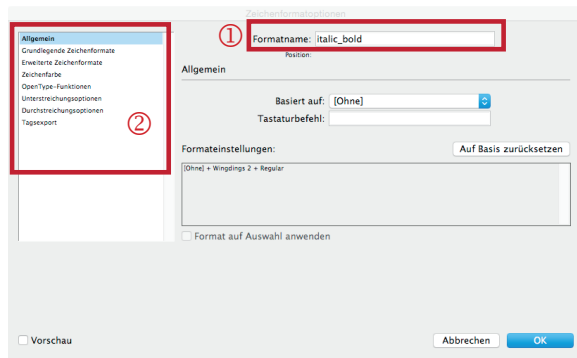 Zeichenformatoptionen
Allgemein
Grundlegende Zeichenformate
Erweiterte Zeichenformate
Zeichenfarbe
OpenType-Funktionen
Unterstreichungsoptionen
Durchstreichungsoptionen
Tagsexport
②
① Formatname: italic_bold
Position:
Allgemein
Basiert auf: [Ohne]
Tastaturbefehl:
Formateinstellungen: Auf Basis zurücksetzen
[Ohne] + Wingdings 2 + Regular
Format auf Auswahl anwenden
Vorschau Abbrechen OK